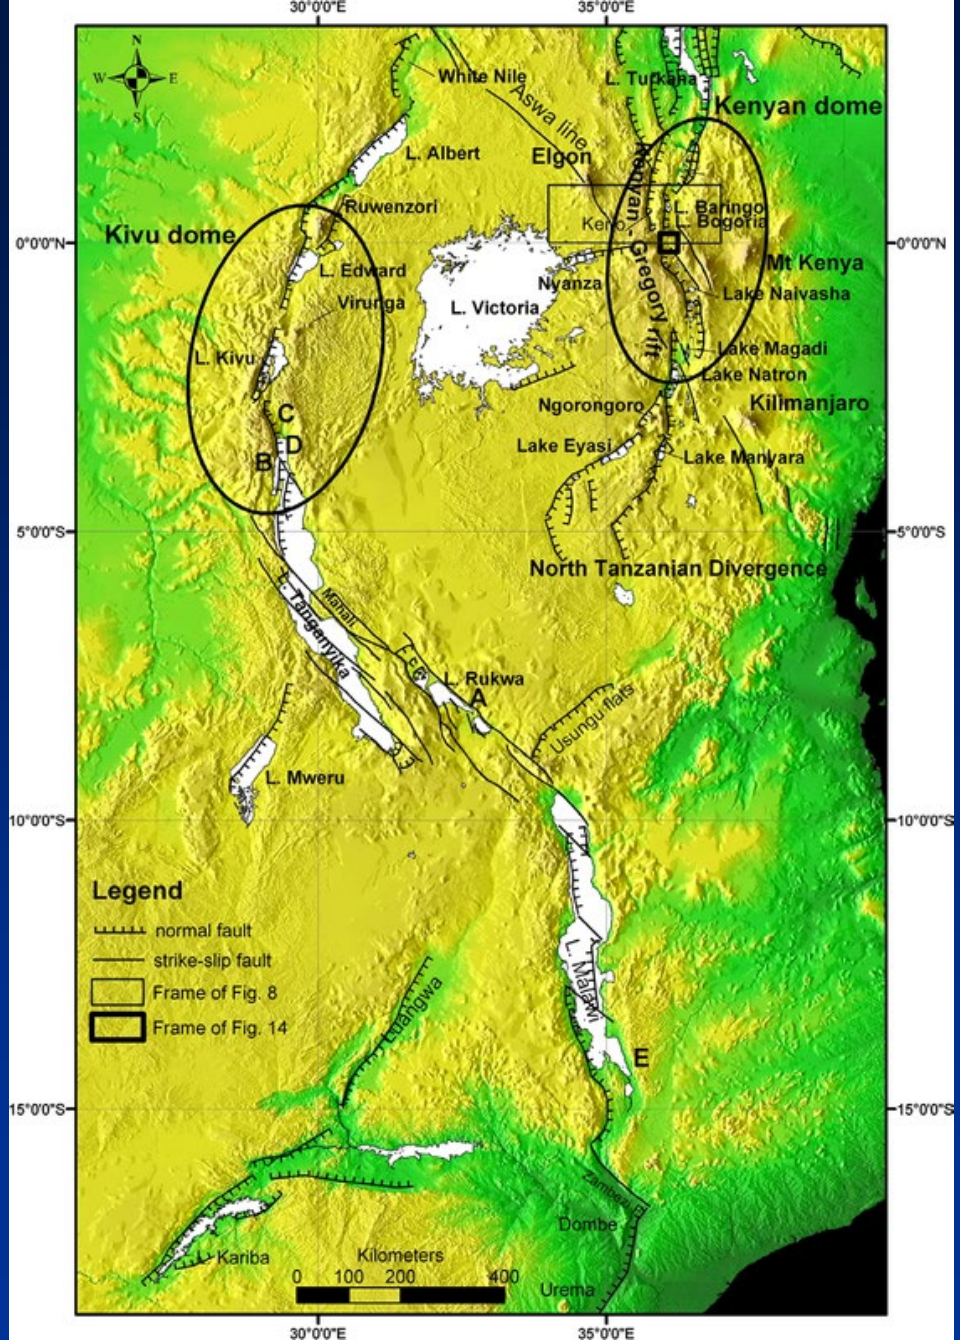 30°0'0"E
35°0'0"E
N
W
E
S
White Nile
L. Turkana
Aswa line
Kenyan dome
L. Albert
Elgon
Ruwenzori
L. Baringo
L. Bogoria
Kivu dome
0°0'0"N
0°0'0"N
Kenyan - Gregory rift
L. Edward
Mt Kenya
Nyanza
Virunga
Lake Naivasha
L. Victoria
L. Kivu
Lake Magadi
Lake Natron
C
Ngorongoro
Kilimanjaro
D
Lake Eyasi
B
Lake Manyara
5°0'0"S
5°0'0"S
North Tanzanian Divergence
L. Tanganyika
Mahali
L. Rukwa
A
Usungu flats
L. Mweru
10°0'0"S
10°0'0"S
Legend
normal fault
strike-slip fault
Frame of Fig. 8
Frame of Fig. 14
L. Malawi
Luangwa
E
15°0'0"S
15°0'0"S
Zambezi
Dombe
Kariba
Kilometers
0 100 200 400
Urema
30°0'0"E
35°0'0"E